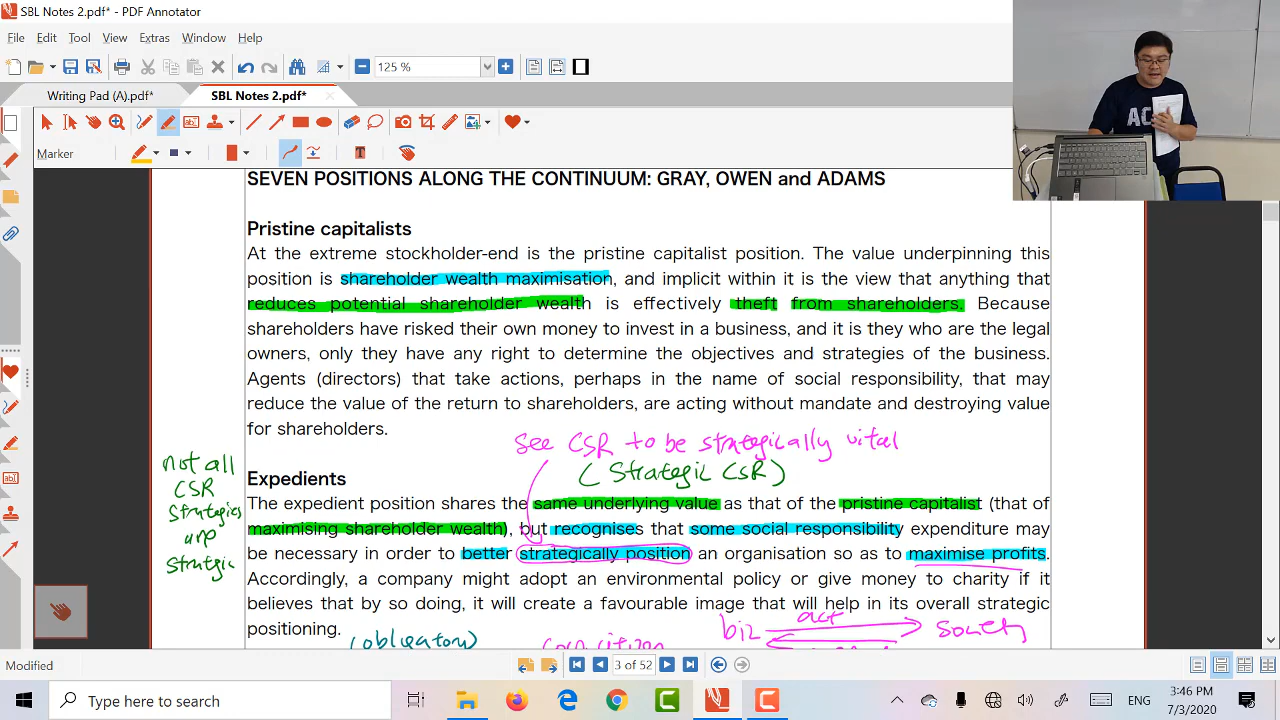 SBL Notes 2.pdf* - PDF Annotator
File Edit Tool View Extras Window Help
125 %
Writing Pad (A).pdf* SBL Notes 2.pdf*
Marker
SEVEN POSITIONS ALONG THE CONTINUUM: GRAY, OWEN and ADAMS
Pristine capitalists
At the extreme stockholder-end is the pristine capitalist position. The value underpinning this
position is shareholder wealth maximisation, and implicit within it is the view that anything that
reduces potential shareholder wealth is effectively theft from shareholders. Because
shareholders have risked their own money to invest in a business, and it is they who are the legal
owners, only they have any right to determine the objectives and strategies of the business.
Agents (directors) that take actions, perhaps in the name of social responsibility, that may
reduce the value of the return to shareholders, are acting without mandate and destroying value
for shareholders.
see CSR to be strategically vital
(Strategic CSR)
not all
CSR
strategies
are
strategic
Expedients
The expedient position shares the same underlying value as that of the pristine capitalist (that of
maximising shareholder wealth), but recognises that some social responsibility expenditure may
be necessary in order to better strategically position an organisation so as to maximise profits.
Accordingly, a company might adopt an environmental policy or give money to charity if it
believes that by so doing, it will create a favourable image that will help in its overall strategic
positioning.
(obligatory)
biz act society
Modified
3 of 52
Type here to search
ENG
3:46 PM
7/3/2020